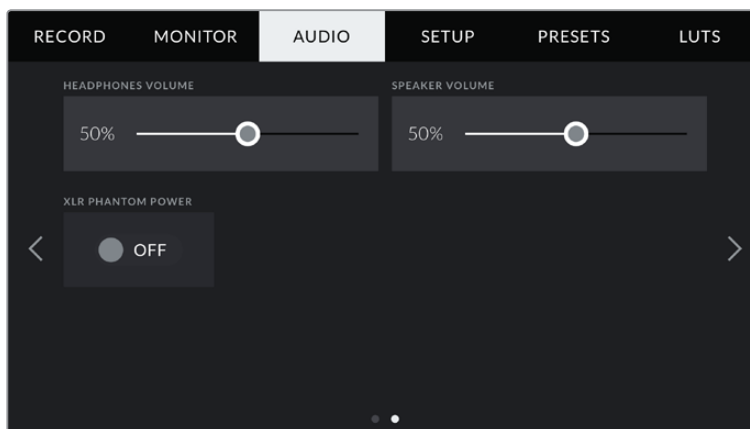 RECORD MONITOR AUDIO SETUP PRESETS LUTS
HEADPHONES VOLUME SPEAKER VOLUME
50% 50%
XLR PHANTOM POWER
OFF